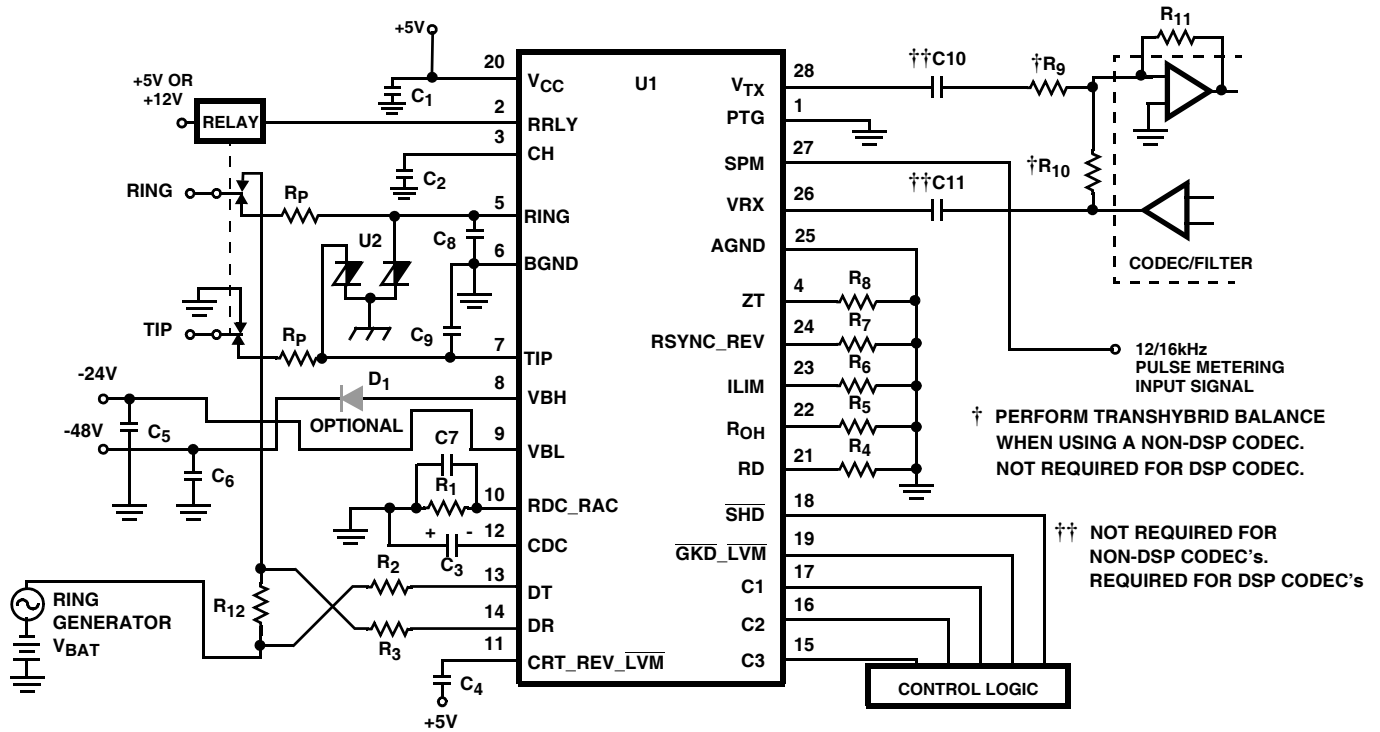 +5V
+5V OR
+12V
RELAY
C1
RING
RP
C2
U2
C8
TIP
RP
C9
-24V
D1
OPTIONAL
-48V
C5
C6
C7
R1
+ -
C3
R2
R12
R3
RING
GENERATOR
VBAT
C4
+5V
U1
20 VCC
2 RRLY
3 CH
5 RING
6 BGND
7 TIP
8 VBH
9 VBL
10 RDC_RAC
12 CDC
13 DT
14 DR
11 CRT_REV_LVM
VTX 28
PTG 1
SPM 27
VRX 26
AGND 25
ZT 4
RSYNC_REV 24
ILIM 23
ROH 22
RD 21
SHD 18
GKD_LVM 19
C1 17
C2 16
C3 15
††C10
†R9
R11
†R10
††C11
CODEC/FILTER
R8
R7
R6
R5
R4
12/16kHz
PULSE METERING
INPUT SIGNAL
† PERFORM TRANSHYBRID BALANCE
WHEN USING A NON-DSP CODEC.
NOT REQUIRED FOR DSP CODEC.
†† NOT REQUIRED FOR
NON-DSP CODEC's.
REQUIRED FOR DSP CODEC's
CONTROL LOGIC